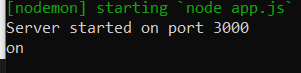 [nodemon] starting `node app.js`
Server started on port 3000
on